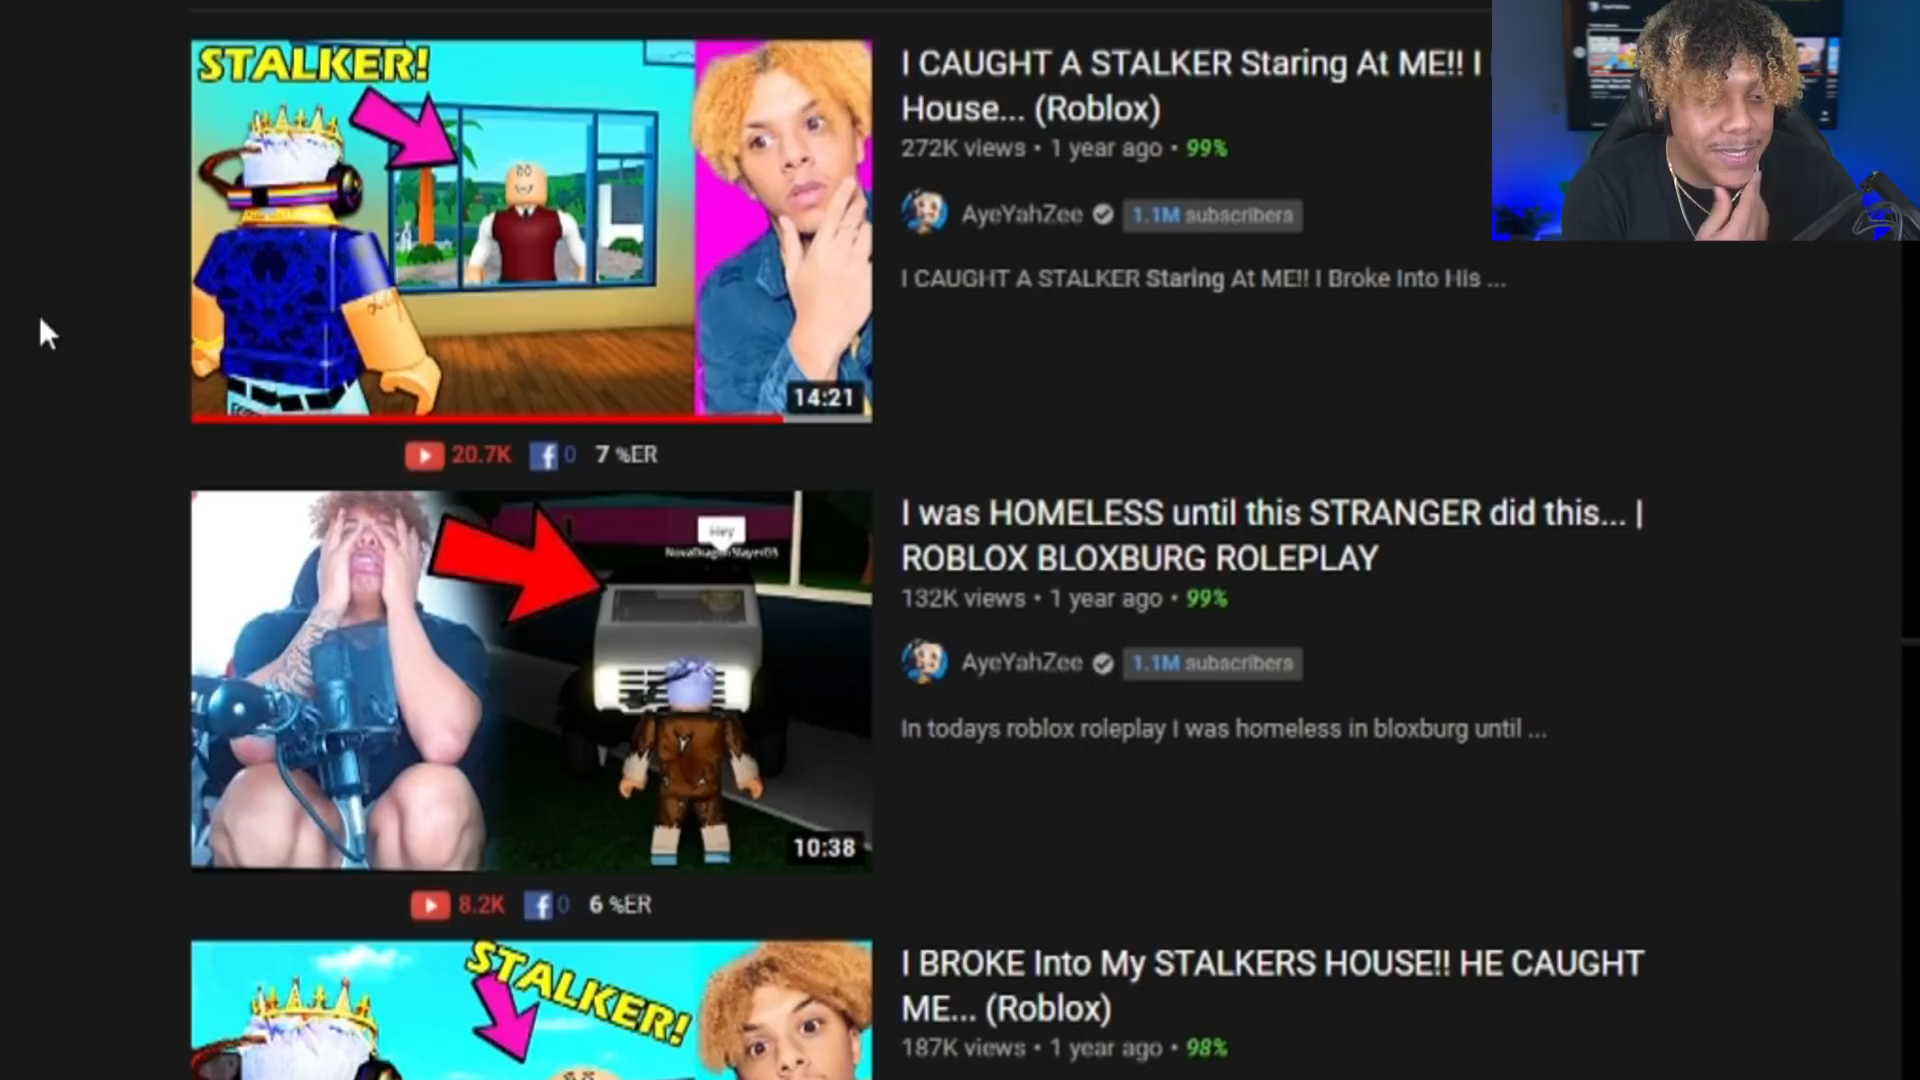 STALKER!
14:21
I CAUGHT A STALKER Staring At ME!! I
House... (Roblox)
272K views • 1 year ago • 99%
AyeYahZee 1.1M subscribers
I CAUGHT A STALKER Staring At ME!! I Broke Into His ...
20.7K f 0 7 %ER
Hey
NovaDragonSlayer03
10:38
I was HOMELESS until this STRANGER did this... |
ROBLOX BLOXBURG ROLEPLAY
132K views • 1 year ago • 99%
AyeYahZee 1.1M subscribers
In todays roblox roleplay I was homeless in bloxburg until ...
8.2K f 0 6 %ER
STALKER!
I BROKE Into My STALKERS HOUSE!! HE CAUGHT
ME... (Roblox)
187K views • 1 year ago • 98%